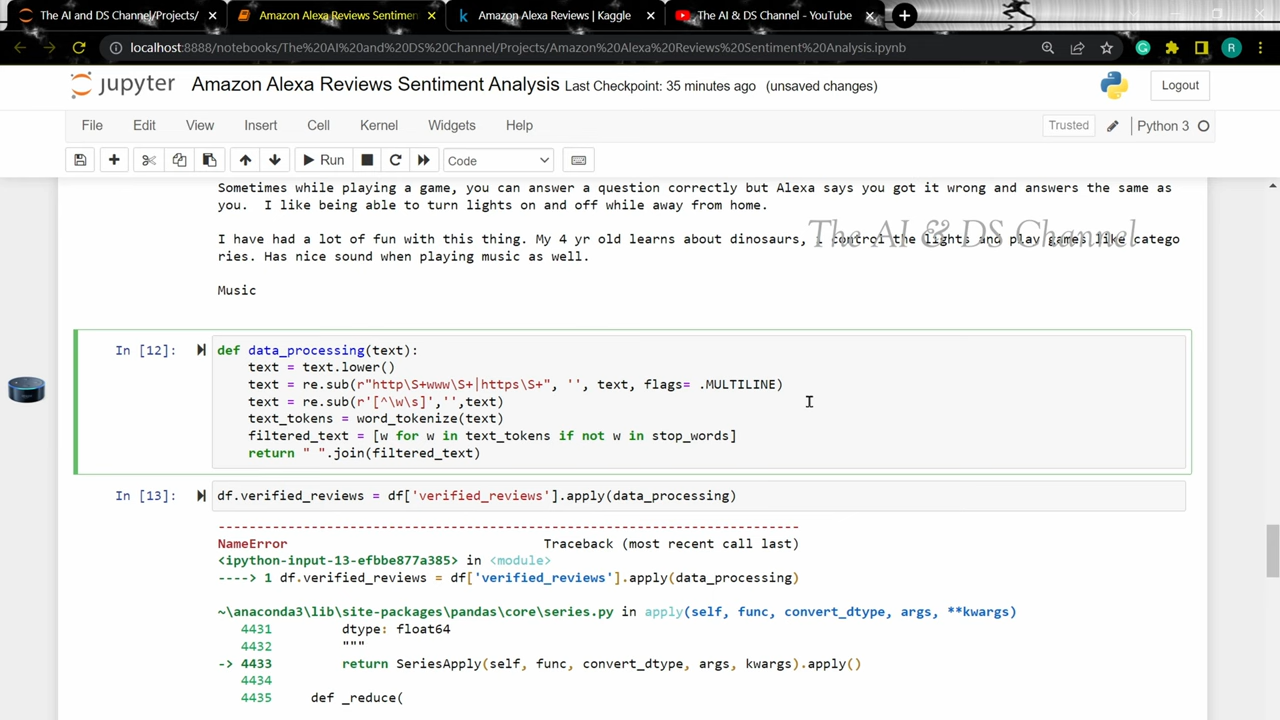 The AI and DS Channel/Projects/
Amazon Alexa Reviews Sentimen
Amazon Alexa Reviews | Kaggle
The AI & DS Channel - YouTube
localhost:8888/notebooks/The%20AI%20and%20DS%20Channel/Projects/Amazon%20Alexa%20Reviews%20Sentiment%20Analysis.ipynb
R
jupyter Amazon Alexa Reviews Sentiment Analysis Last Checkpoint: 35 minutes ago (unsaved changes)
Logout
File Edit View Insert Cell Kernel Widgets Help
Trusted
Python 3
Run
Code
Sometimes while playing a game, you can answer a question correctly but Alexa says you got it wrong and answers the same as
you.  I like being able to turn lights on and off while away from home.
The AI & DS Channel
I have had a lot of fun with this thing. My 4 yr old learns about dinosaurs, i control the lights and play games like catego
ries. Has nice sound when playing music as well.
Music
In [12]:
def data_processing(text):
    text = text.lower()
    text = re.sub(r"http\S+www\S+|https\S+", '', text, flags= .MULTILINE)
    text = re.sub(r'[^\w\s]','',text)
    text_tokens = word_tokenize(text)
    filtered_text = [w for w in text_tokens if not w in stop_words]
    return " ".join(filtered_text)
In [13]:
df.verified_reviews = df['verified_reviews'].apply(data_processing)
---------------------------------------------------------------------------
NameError                                 Traceback (most recent call last)
<ipython-input-13-efbbe877a385> in <module>
----> 1 df.verified_reviews = df['verified_reviews'].apply(data_processing)
~\anaconda3\lib\site-packages\pandas\core\series.py in apply(self, func, convert_dtype, args, **kwargs)
   4431         dtype: float64
   4432         """
-> 4433         return SeriesApply(self, func, convert_dtype, args, kwargs).apply()
   4434
   4435     def _reduce(